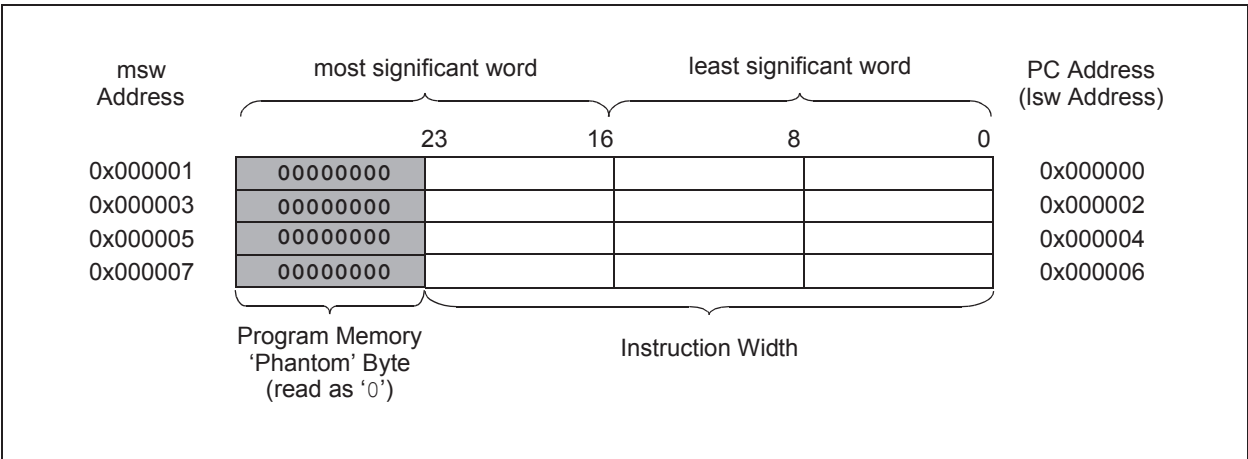 msw
Address
most significant word
least significant word
PC Address
(lsw Address)
23
16
8
0
0x000001
00000000
0x000000
0x000003
00000000
0x000002
0x000005
00000000
0x000004
0x000007
00000000
0x000006
Program Memory
‘Phantom’ Byte
(read as ‘0’)
Instruction Width